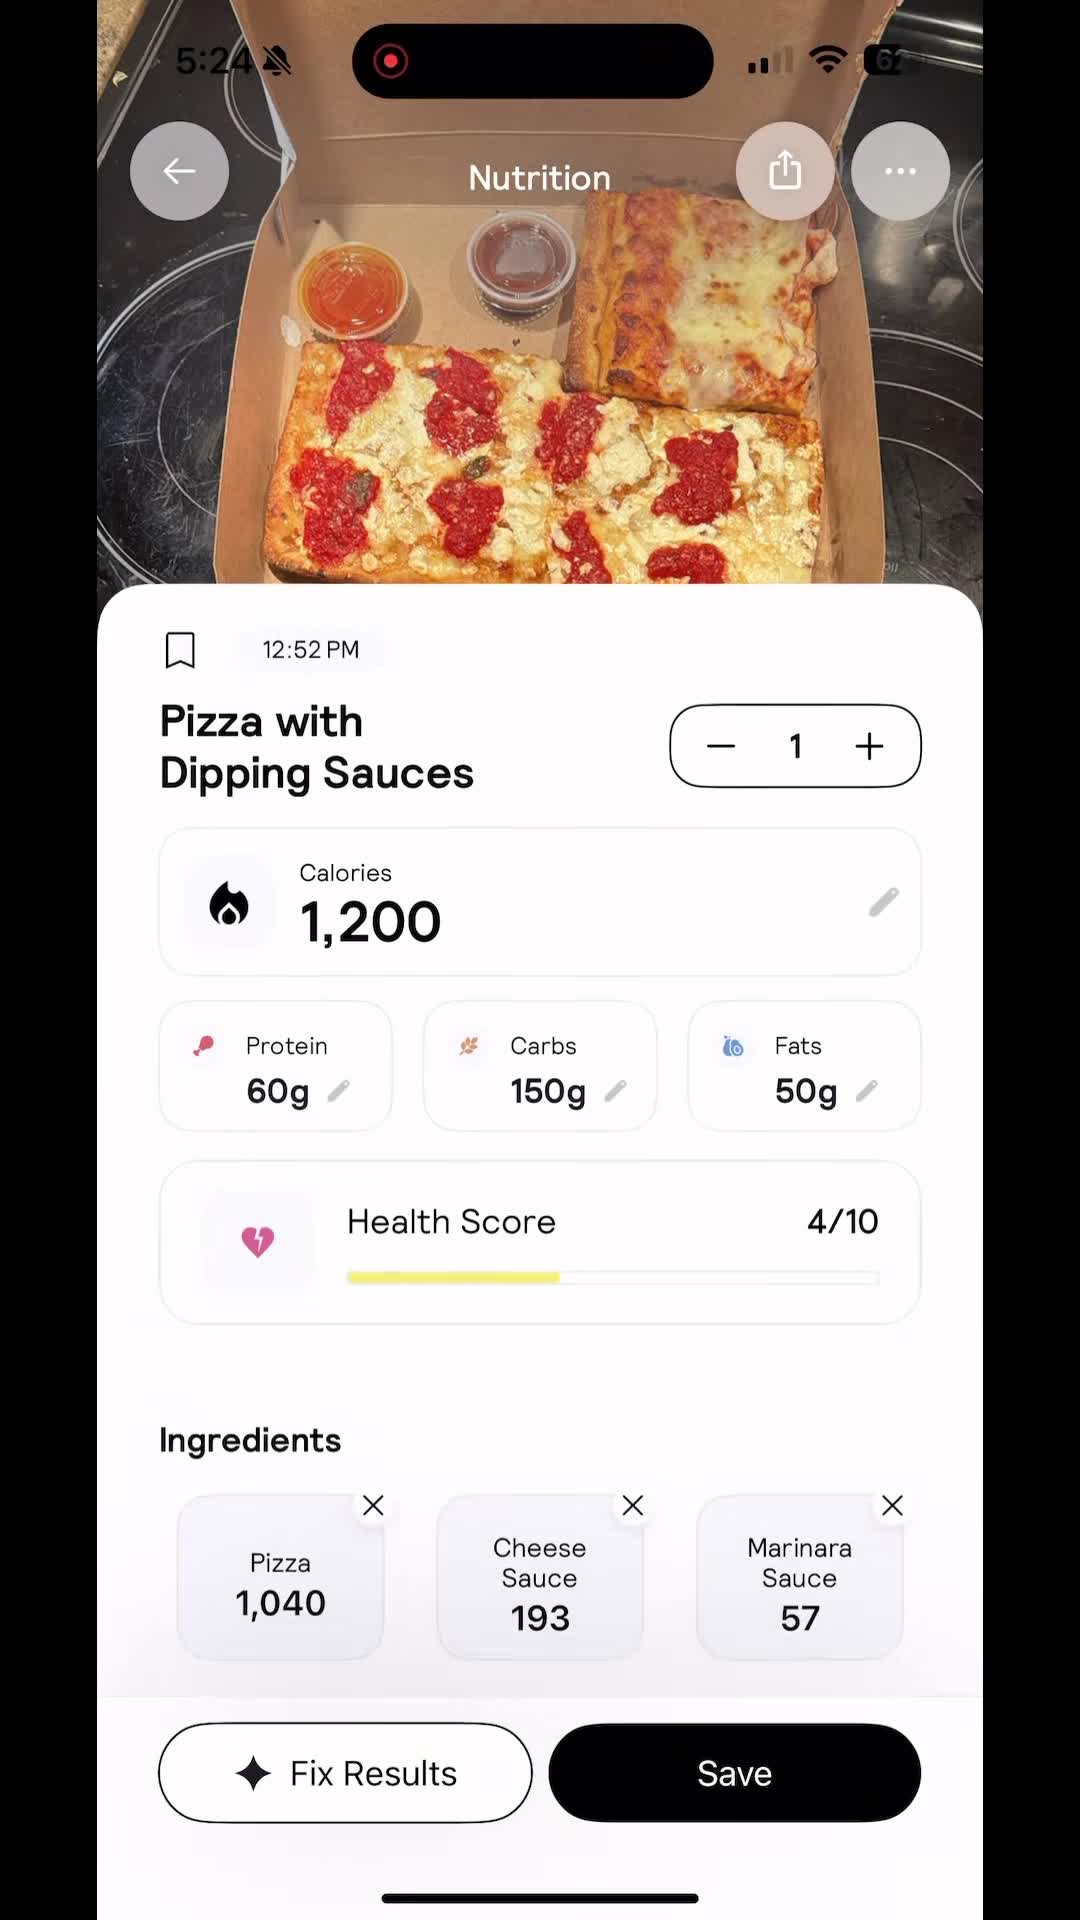 5:24
Nutrition
12:52 PM
Pizza with
Dipping Sauces
1
Calories
1,200
Protein
60g
Carbs
150g
Fats
50g
Health Score
4/10
Ingredients
Pizza
1,040
Cheese
Sauce
193
Marinara
Sauce
57
Fix Results
Save